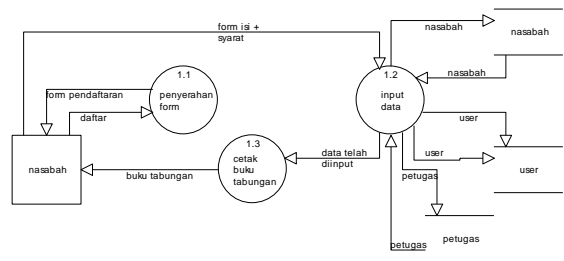 form isi +
syarat
nasabah
nasabah
1.1
penyerahan
form
1.2
input
data
nasabah
form pendaftaran
daftar
user
1.3
cetak
buku
tabungan
data telah
diinput
user
nasabah
buku tabungan
petugas
user
petugas
petugas